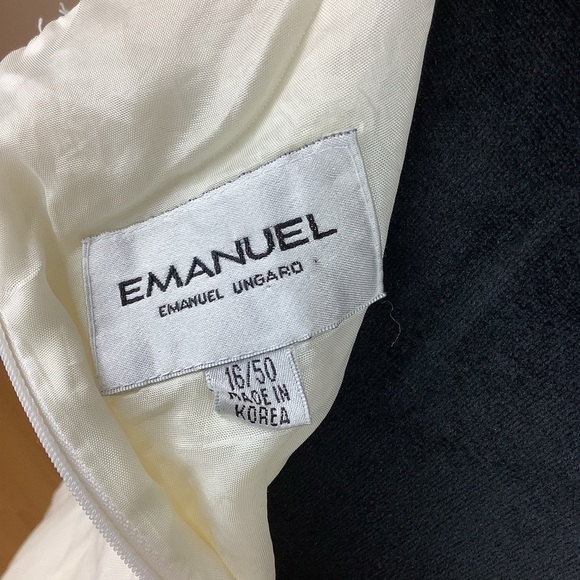 EMANUEL
EMANUEL UNGARO
16/50
MADE IN
KOREA